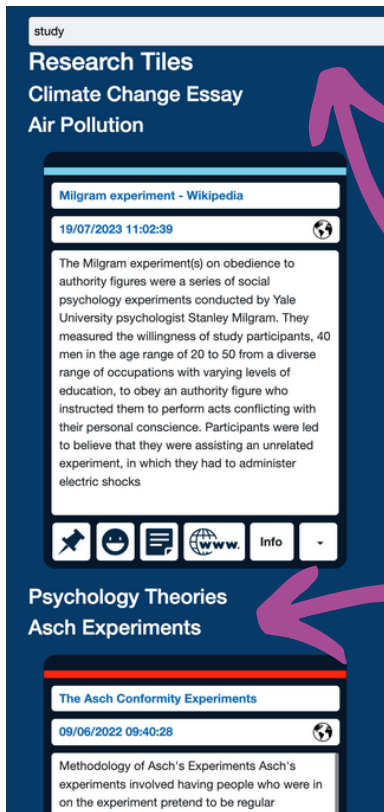 study
Research Tiles
Climate Change Essay
Air Pollution
Milgram experiment - Wikipedia
19/07/2023 11:02:39
The Milgram experiment(s) on obedience to
authority figures were a series of social
psychology experiments conducted by Yale
University psychologist Stanley Milgram. They
measured the willingness of study participants, 40
men in the age range of 20 to 50 from a diverse
range of occupations with varying levels of
education, to obey an authority figure who
instructed them to perform acts conflicting with
their personal conscience. Participants were led
to believe that they were assisting an unrelated
experiment, in which they had to administer
electric shocks
www. Info -
Psychology Theories
Asch Experiments
The Asch Conformity Experiments
09/06/2022 09:40:28
Methodology of Asch's Experiments Asch's
experiments involved having people who were in
on the experiment pretend to be regular